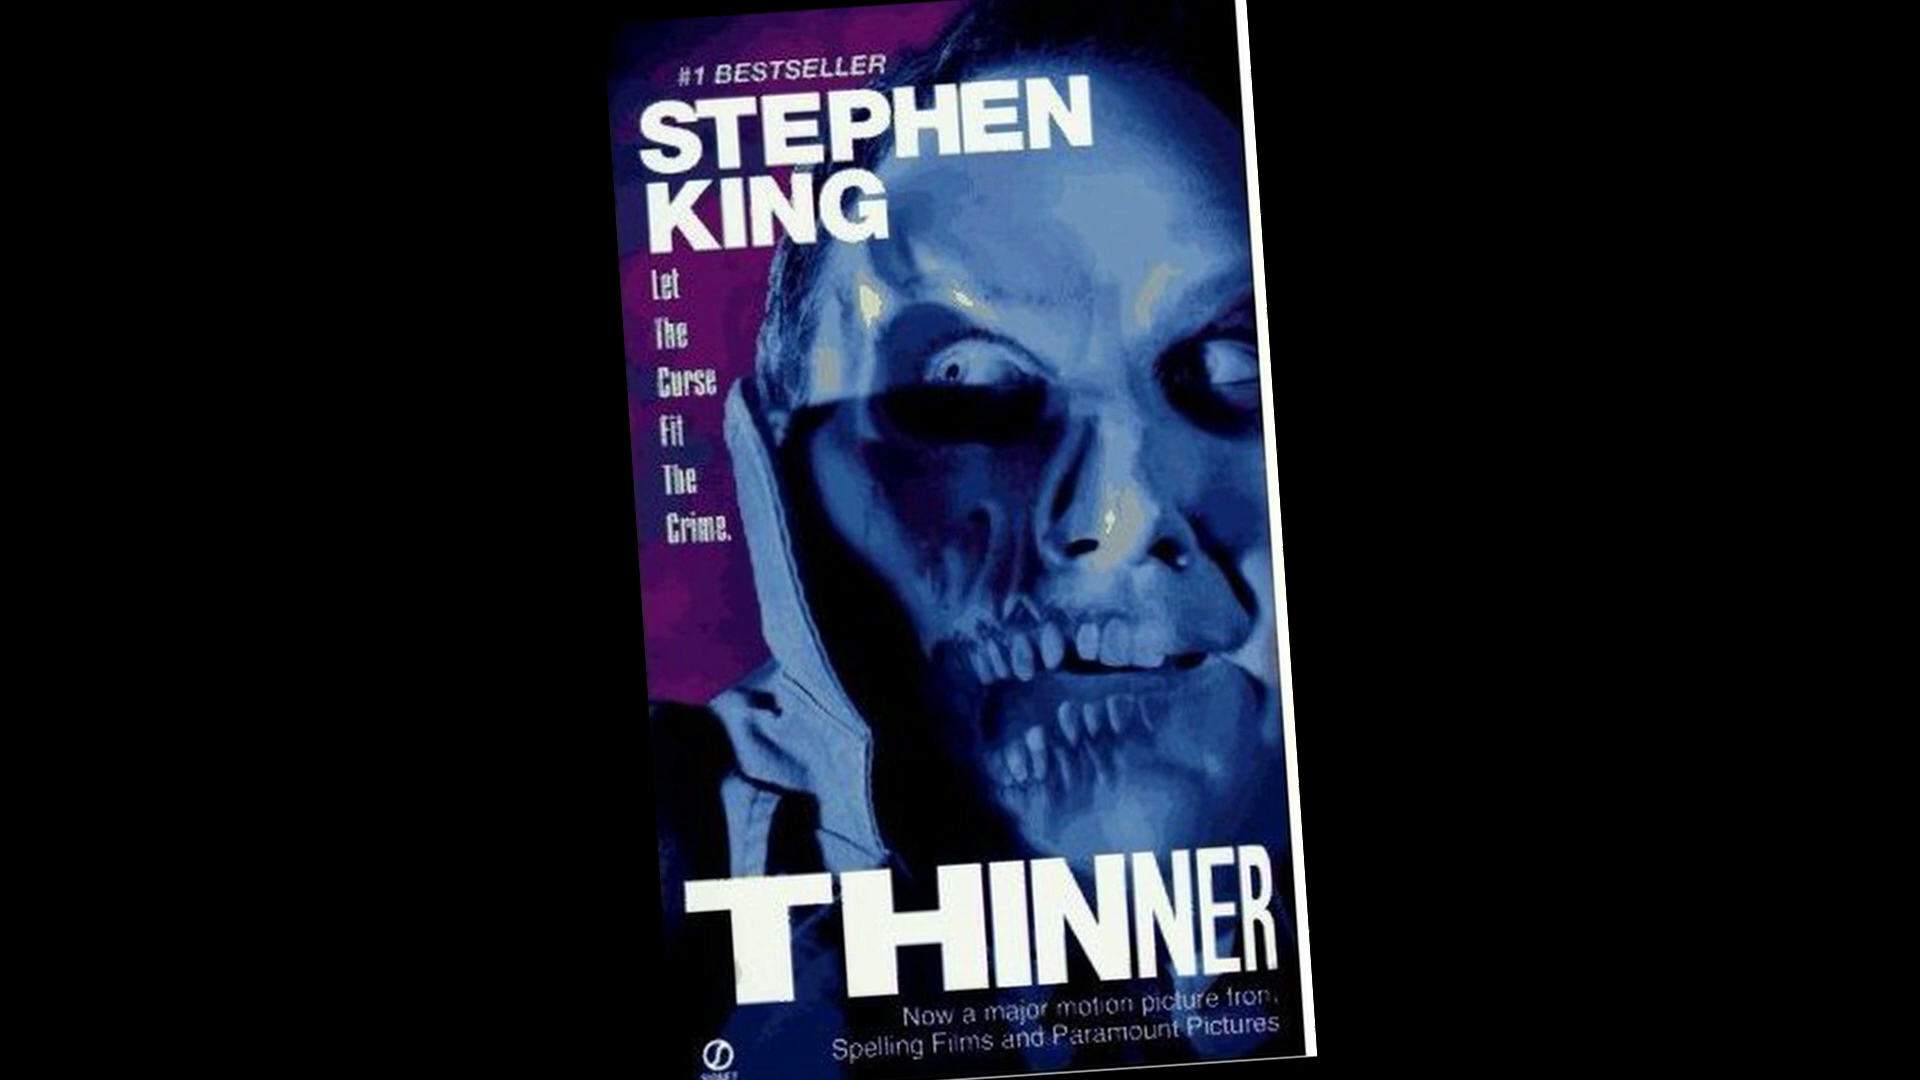 #1 BESTSELLER
STEPHEN
KING
Let
The
Curse
Fit
The
Crime.
THINNER
Now a major motion picture from
Spelling Films and Paramount Pictures
SIGNET